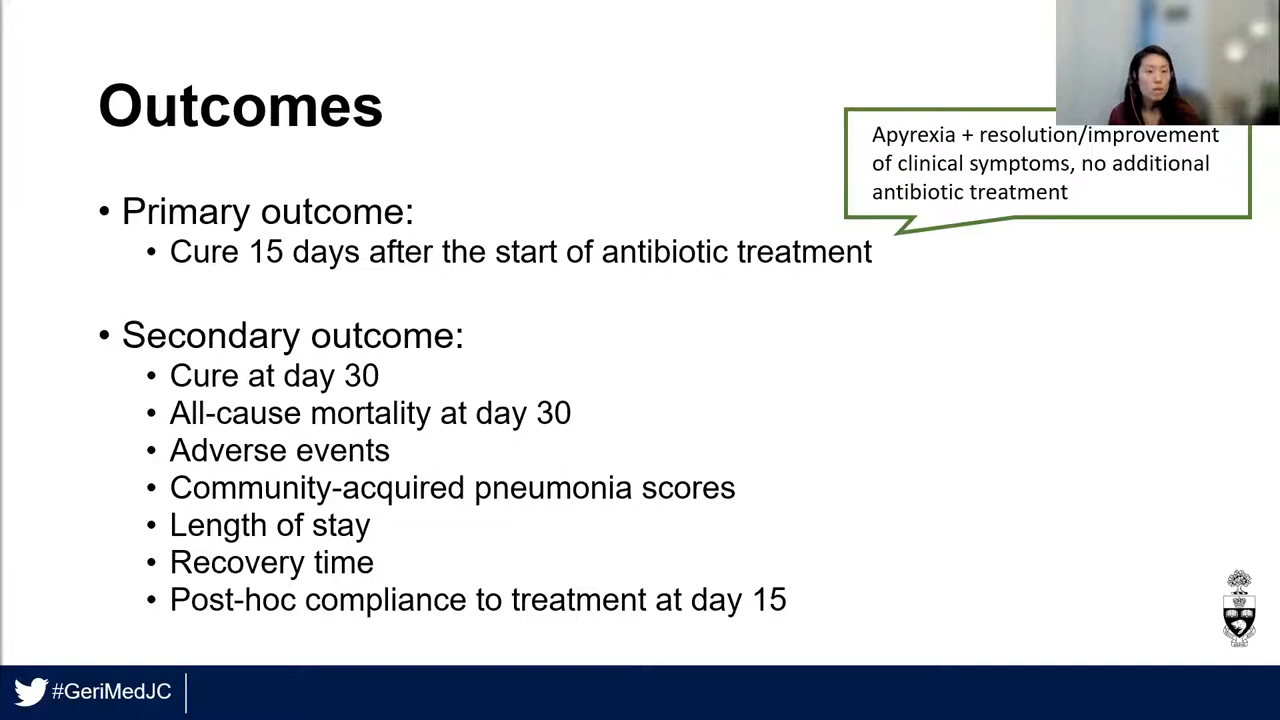 Outcomes
Apyrexia + resolution/improvement
of clinical symptoms, no additional
antibiotic treatment
• Primary outcome:
• Cure 15 days after the start of antibiotic treatment
• Secondary outcome:
• Cure at day 30
• All-cause mortality at day 30
• Adverse events
• Community-acquired pneumonia scores
• Length of stay
• Recovery time
• Post-hoc compliance to treatment at day 15
#GeriMedJC